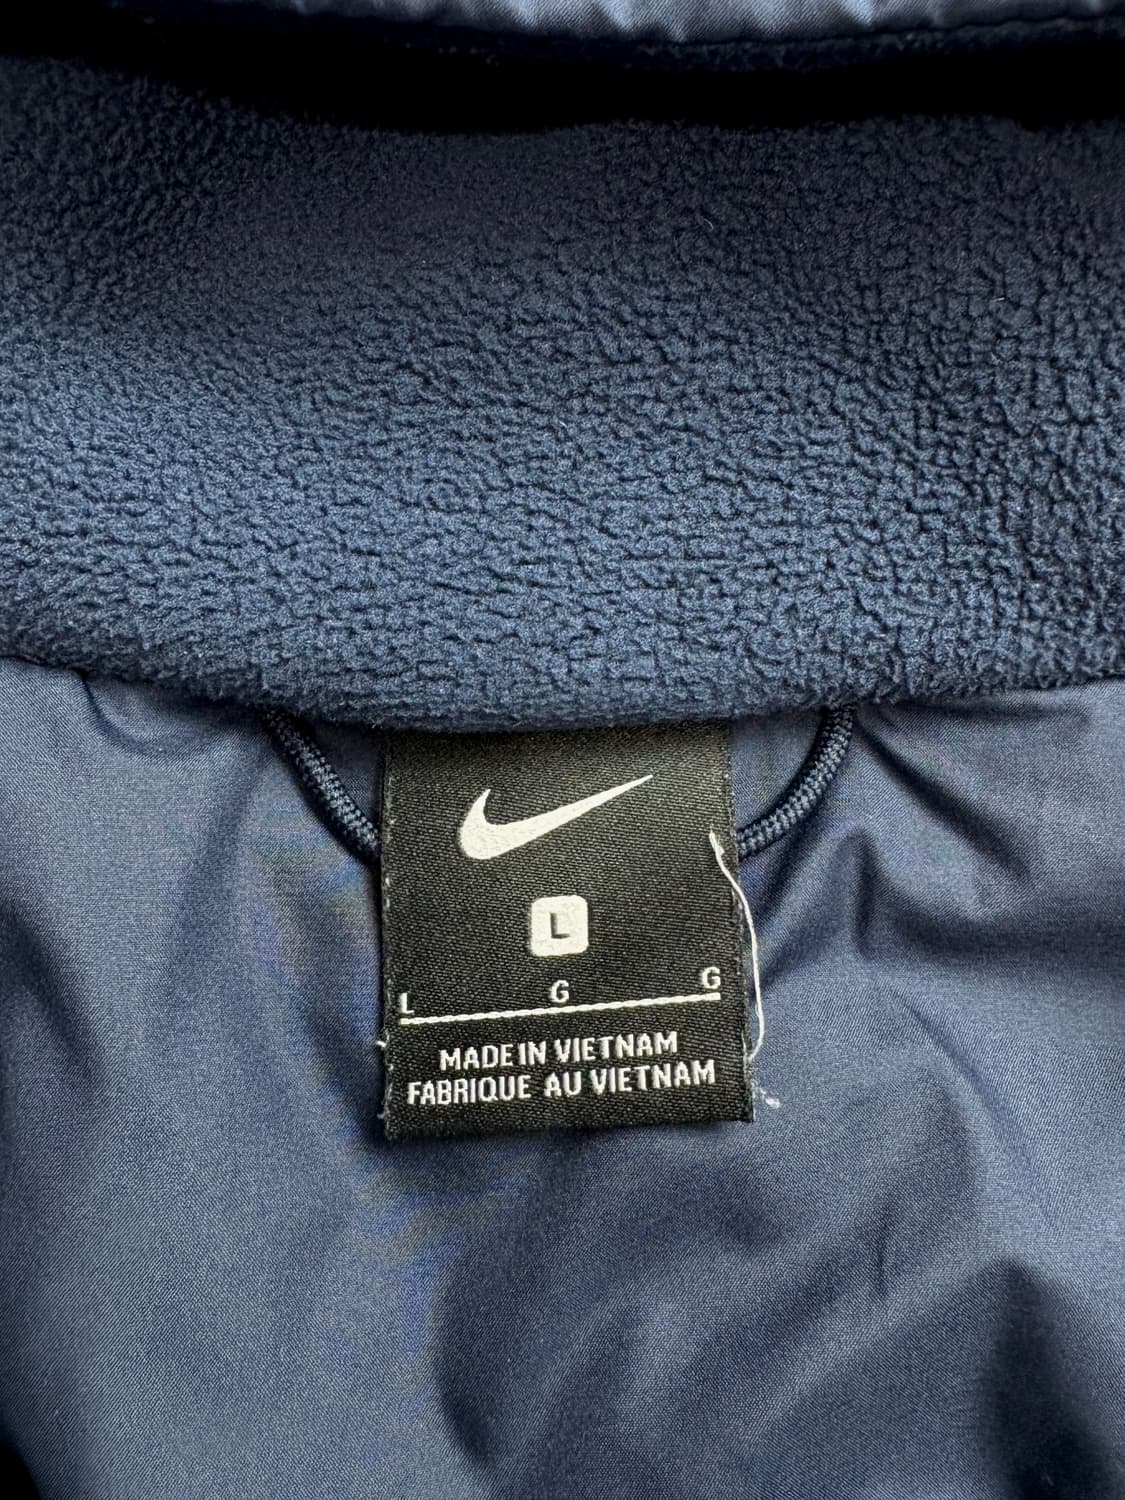 L
L G G
MADE IN VIETNAM
FABRIQUE AU VIETNAM